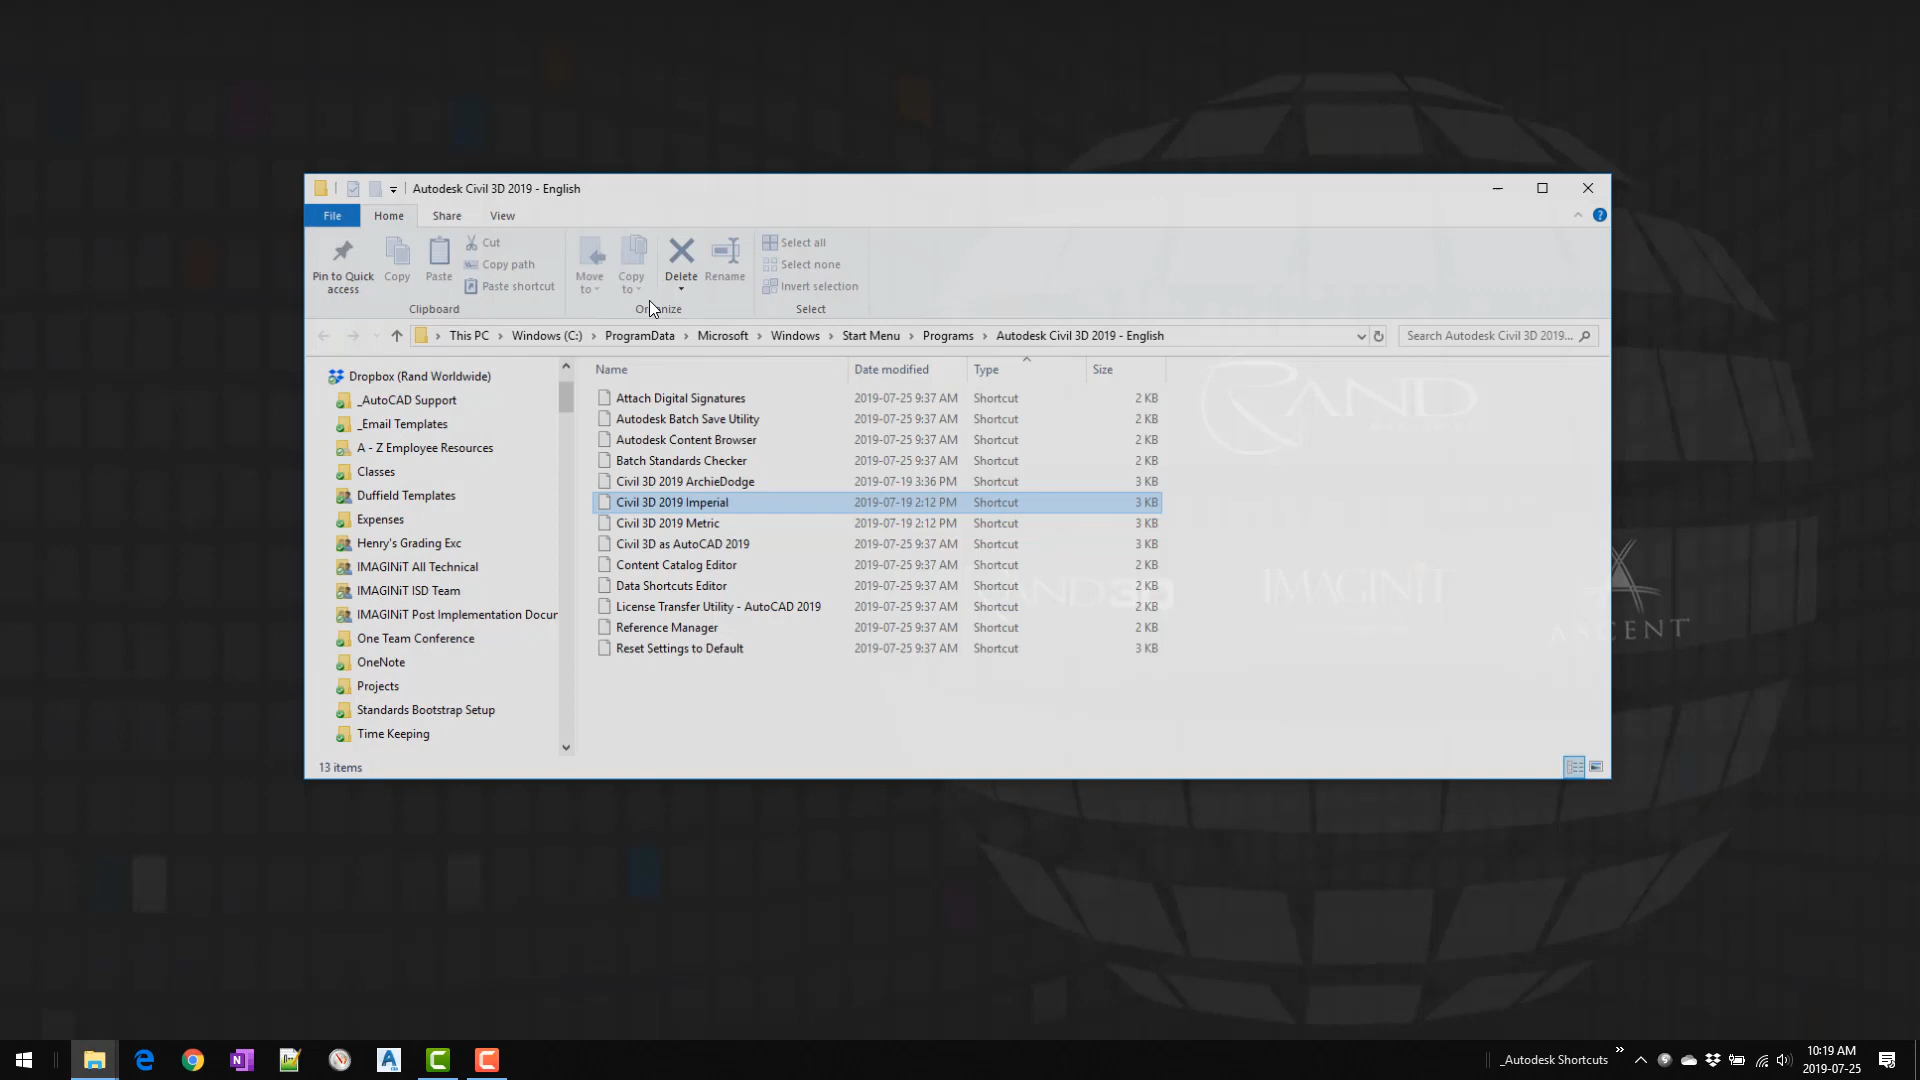 Autodesk Civil 3D 2019 - English
File Home Share View
Pin to Quick access
Copy
Paste
Cut
Copy path
Paste shortcut
Clipboard
Move to
Copy to
Delete
Rename
Select all
Select none
Invert selection
Select
This PC › Windows (C:) › ProgramData › Microsoft › Windows › Start Menu › Programs › Autodesk Civil 3D 2019 - English
Search Autodesk Civil 3D 2019...
Dropbox (Rand Worldwide)
_AutoCAD Support
_Email Templates
A - Z Employee Resources
Classes
Duffield Templates
Expenses
Henry's Grading Exc
IMAGINiT All Technical
IMAGINiT ISD Team
IMAGINiT Post Implementation Docur
One Team Conference
OneNote
Projects
Standards Bootstrap Setup
Time Keeping
Name Date modified Type Size
Attach Digital Signatures 2019-07-25 9:37 AM Shortcut 2 KB
Autodesk Batch Save Utility 2019-07-25 9:37 AM Shortcut 2 KB
Autodesk Content Browser 2019-07-25 9:37 AM Shortcut 2 KB
Batch Standards Checker 2019-07-25 9:37 AM Shortcut 2 KB
Civil 3D 2019 ArchieDodge 2019-07-19 3:36 PM Shortcut 3 KB
Civil 3D 2019 Imperial 2019-07-19 2:12 PM Shortcut 3 KB
Civil 3D 2019 Metric 2019-07-19 2:12 PM Shortcut 3 KB
Civil 3D as AutoCAD 2019 2019-07-25 9:37 AM Shortcut 3 KB
Content Catalog Editor 2019-07-25 9:37 AM Shortcut 2 KB
Data Shortcuts Editor 2019-07-25 9:37 AM Shortcut 2 KB
License Transfer Utility - AutoCAD 2019 2019-07-25 9:37 AM Shortcut 2 KB
Reference Manager 2019-07-25 9:37 AM Shortcut 2 KB
Reset Settings to Default 2019-07-25 9:37 AM Shortcut 3 KB
RAND
RAND3D
IMAGINiT
ASCENT
13 items
_Autodesk Shortcuts
10:19 AM
2019-07-25